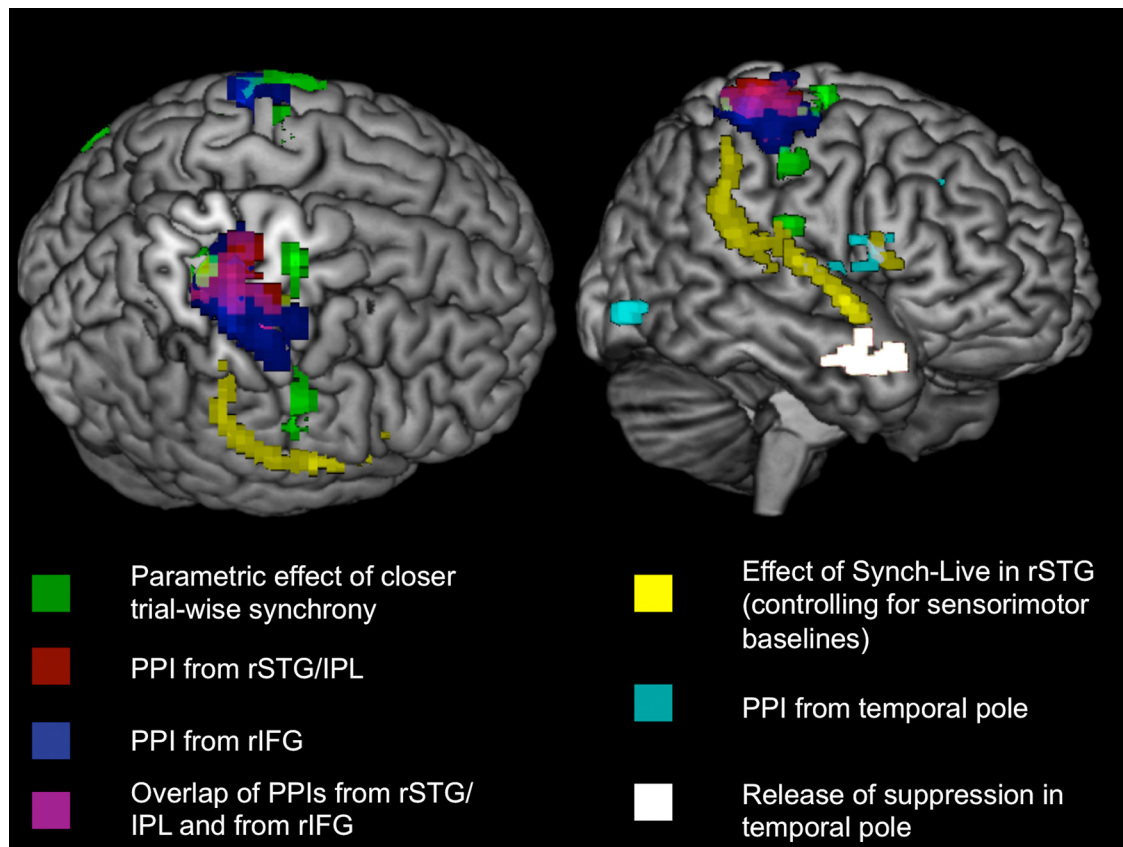 Parametric effect of closer
trial-wise synchrony
PPI from rSTG/IPL
PPI from rIFG
Overlap of PPIs from rSTG/
IPL and from rIFG
Effect of Synch-Live in rSTG
(controlling for sensorimotor
baselines)
PPI from temporal pole
Release of suppression in
temporal pole